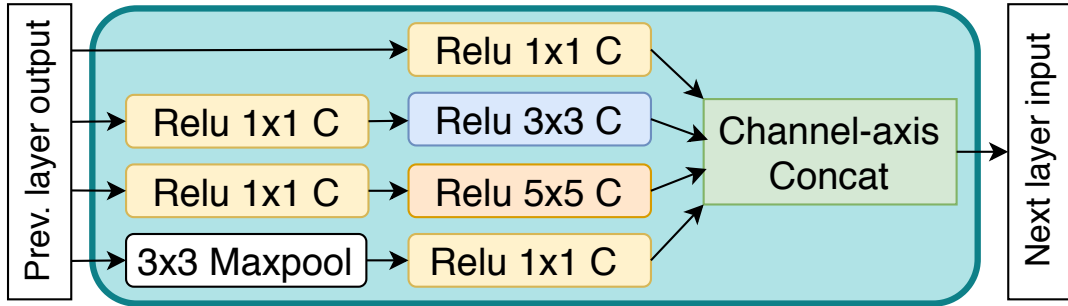 Prev. layer output
Relu 1x1 C
Relu 1x1 C
Relu 3x3 C
Relu 1x1 C
Relu 5x5 C
3x3 Maxpool
Relu 1x1 C
Channel-axis
Concat
Next layer input